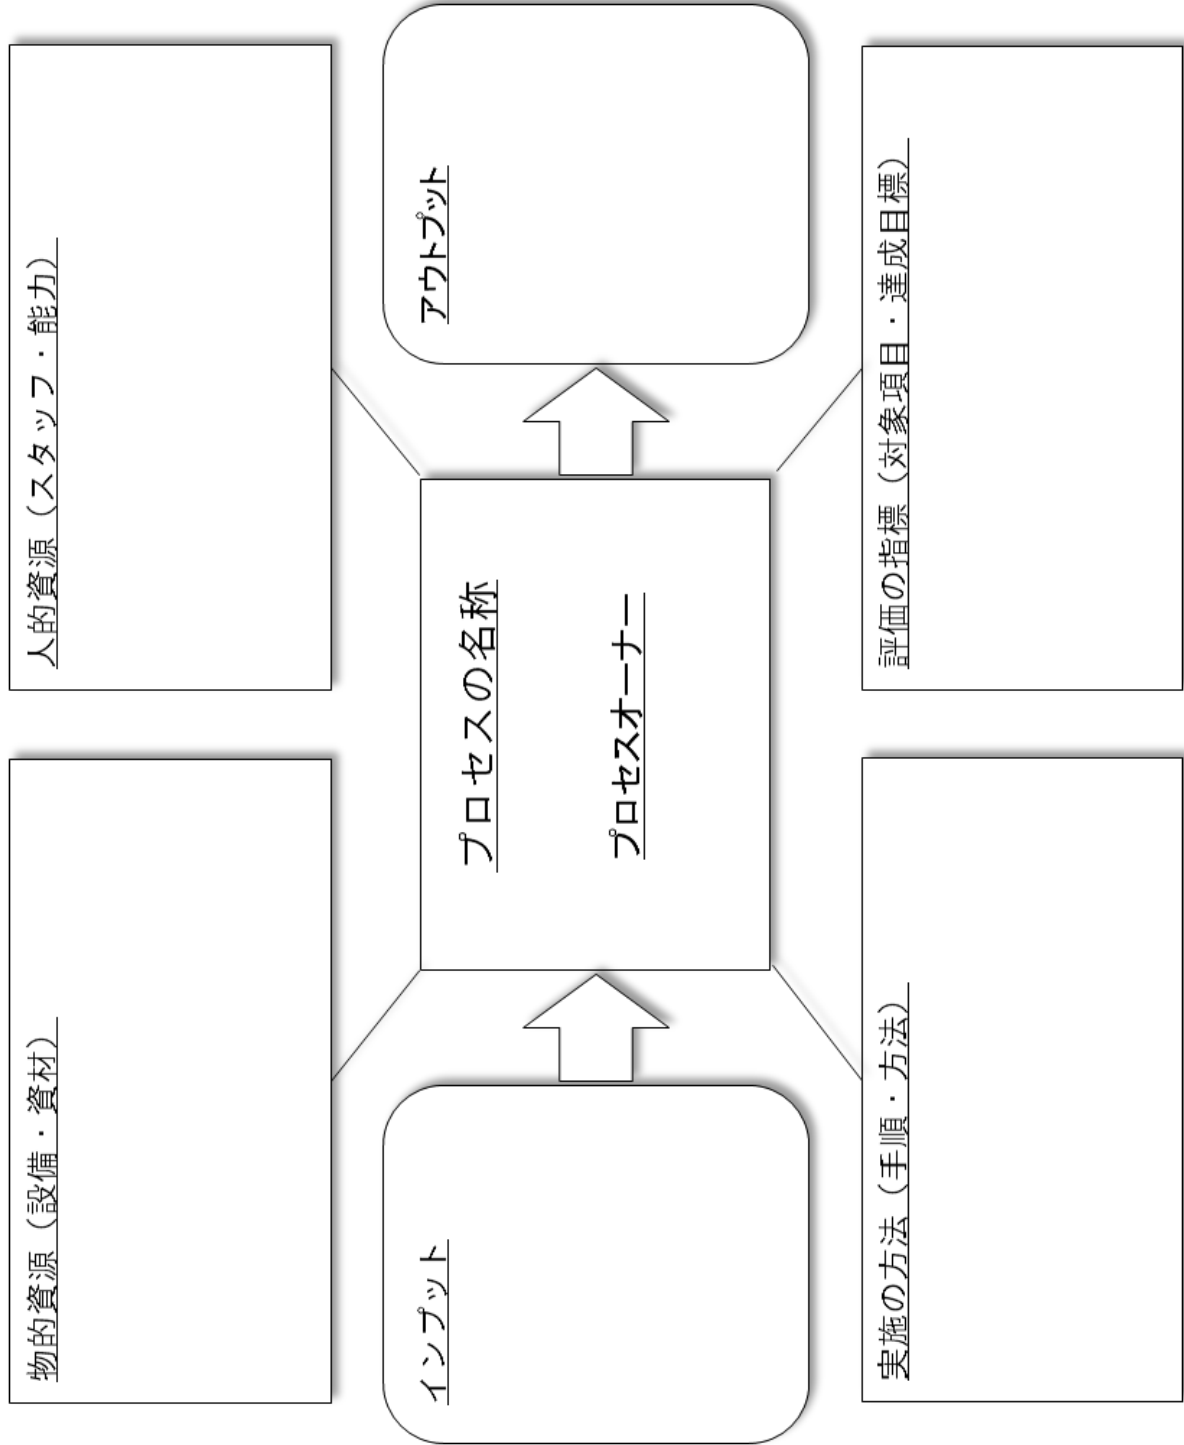 物的資源（設備・資材）
人的資源（スタッフ・能力）
インプット
プロセスの名称
プロセスオーナー
アウトプット
実施の方法（手順・方法）
評価の指標（対象項目・達成目標）